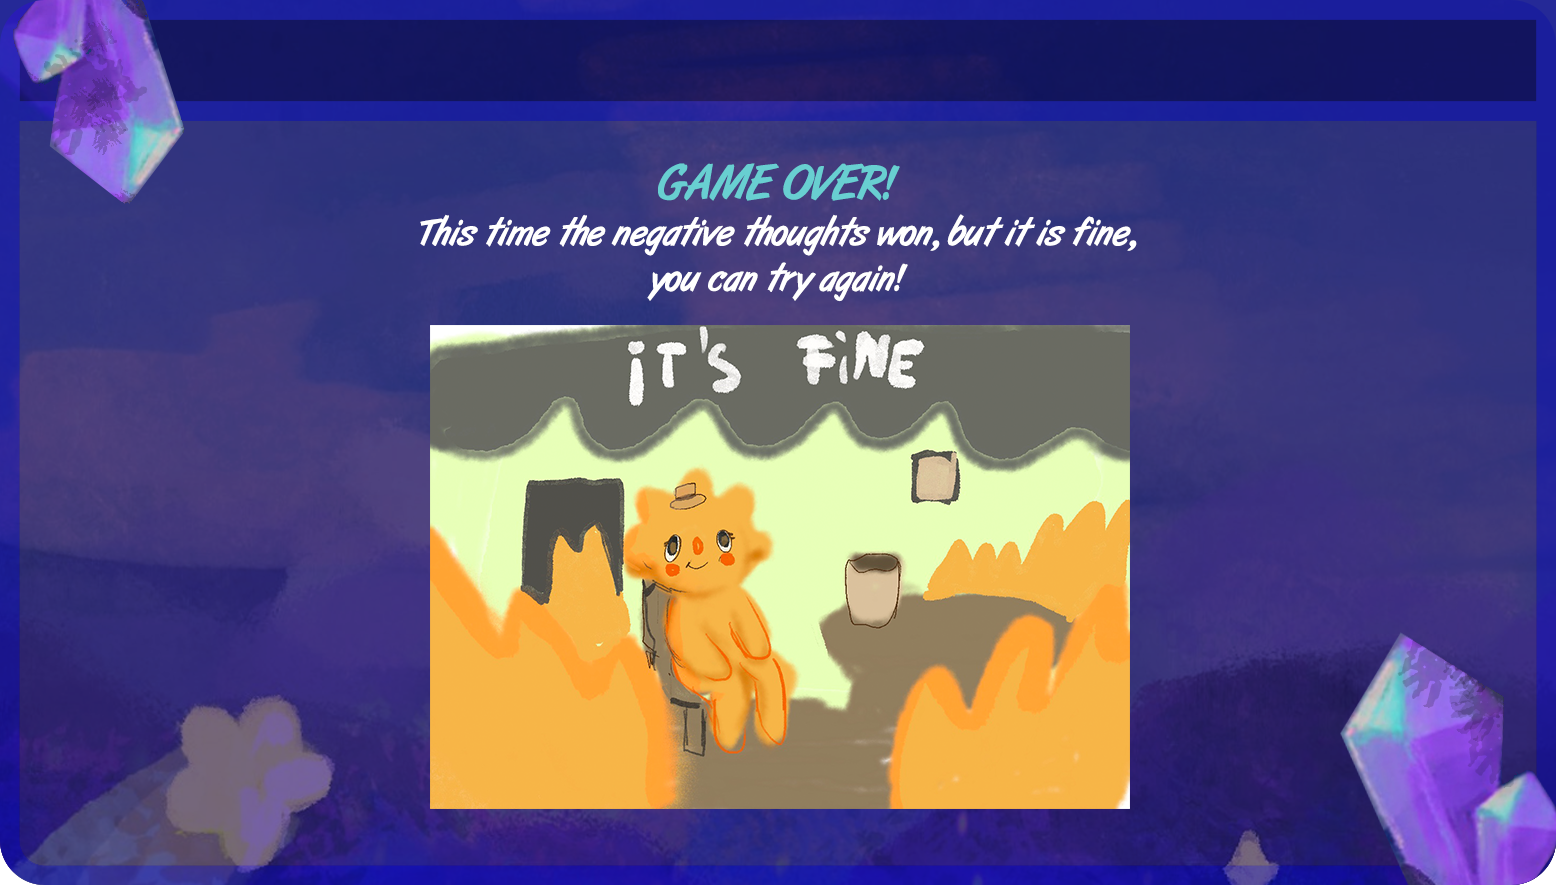 GAME OVER!
This time the negative thoughts won, but it is fine,
you can try again!
iT'S FiNE